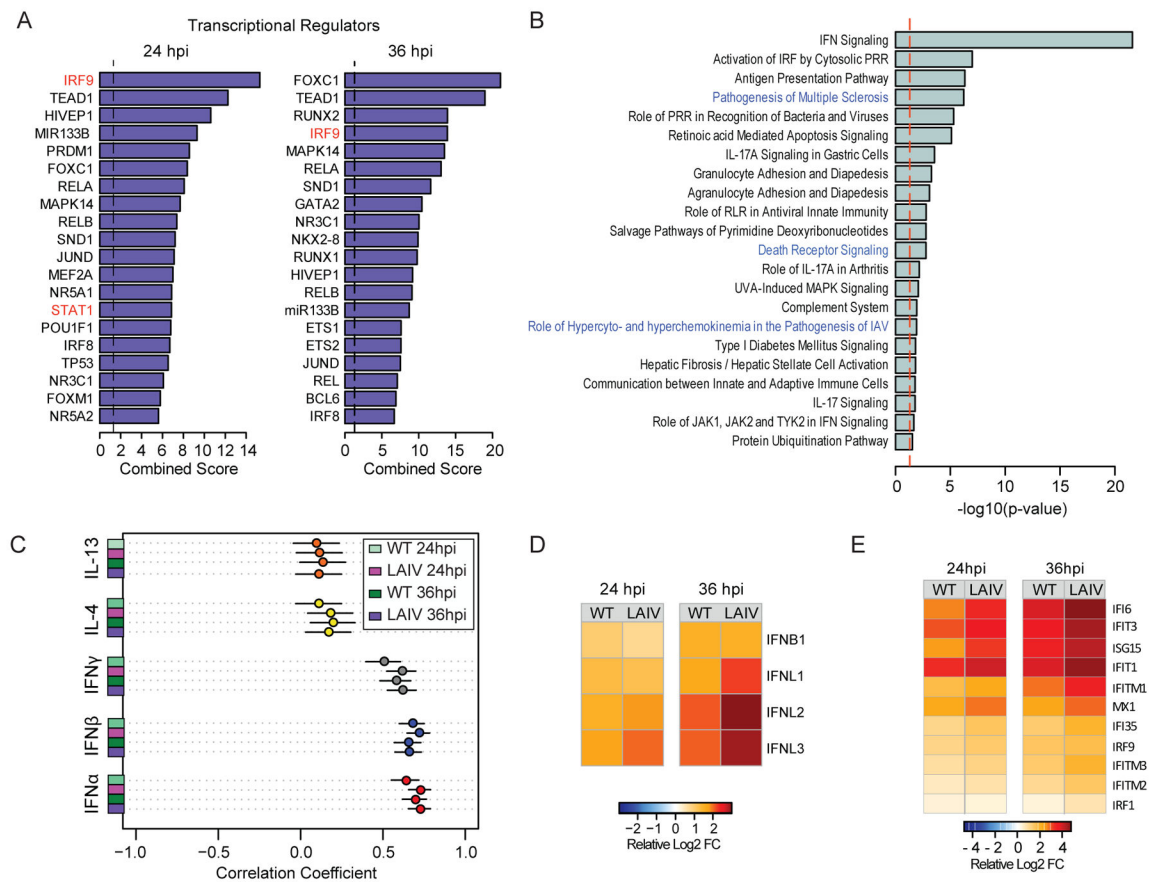 A
Transcriptional Regulators
24 hpi
IRF9
TEAD1
HIVEP1
MIR133B
PRDM1
FOXC1
RELA
MAPK14
RELB
SND1
JUND
MEF2A
NR5A1
STAT1
POU1F1
IRF8
TP53
NR3C1
FOXM1
NR5A2
0 2 4 6 8 10 12 14
Combined Score
36 hpi
FOXC1
TEAD1
RUNX2
IRF9
MAPK14
RELA
SND1
GATA2
NR3C1
NKX2-8
RUNX1
HIVEP1
RELB
miR133B
ETS1
ETS2
JUND
REL
BCL6
IRF8
0 5 10 15 20
Combined Score
B
IFN Signaling
Activation of IRF by Cytosolic PRR
Antigen Presentation Pathway
Pathogenesis of Multiple Sclerosis
Role of PRR in Recognition of Bacteria and Viruses
Retinoic acid Mediated Apoptosis Signaling
IL-17A Signaling in Gastric Cells
Granulocyte Adhesion and Diapedesis
Agranulocyte Adhesion and Diapedesis
Role of RLR in Antiviral Innate Immunity
Salvage Pathways of Pyrimidine Deoxyribonucleotides
Death Receptor Signaling
Role of IL-17A in Arthritis
UVA-Induced MAPK Signaling
Complement System
Role of Hypercyto- and hyperchemokinemia in the Pathogenesis of IAV
Type I Diabetes Mellitus Signaling
Hepatic Fibrosis / Hepatic Stellate Cell Activation
Communication between Innate and Adaptive Immune Cells
IL-17 Signaling
Role of JAK1, JAK2 and TYK2 in IFN Signaling
Protein Ubiquitination Pathway
0 5 10 15 20
-log10(p-value)
C
IL-13
IL-4
IFNγ
IFNβ
IFNα
WT 24hpi
LAIV 24hpi
WT 36hpi
LAIV 36hpi
−1.0 −0.5 0.0 0.5 1.0
Correlation Coefficient
D
24 hpi 36 hpi
WT LAIV WT LAIV
IFNB1
IFNL1
IFNL2
IFNL3
−2 −1 0 1 2
Relative Log2 FC
E
24hpi 36hpi
WT LAIV WT LAIV
IFI6
IFIT3
ISG15
IFIT1
IFITM1
MX1
IFI35
IRF9
IFITM3
IFITM2
IRF1
- 4 - 2 0 2 4
Relative Log2 FC